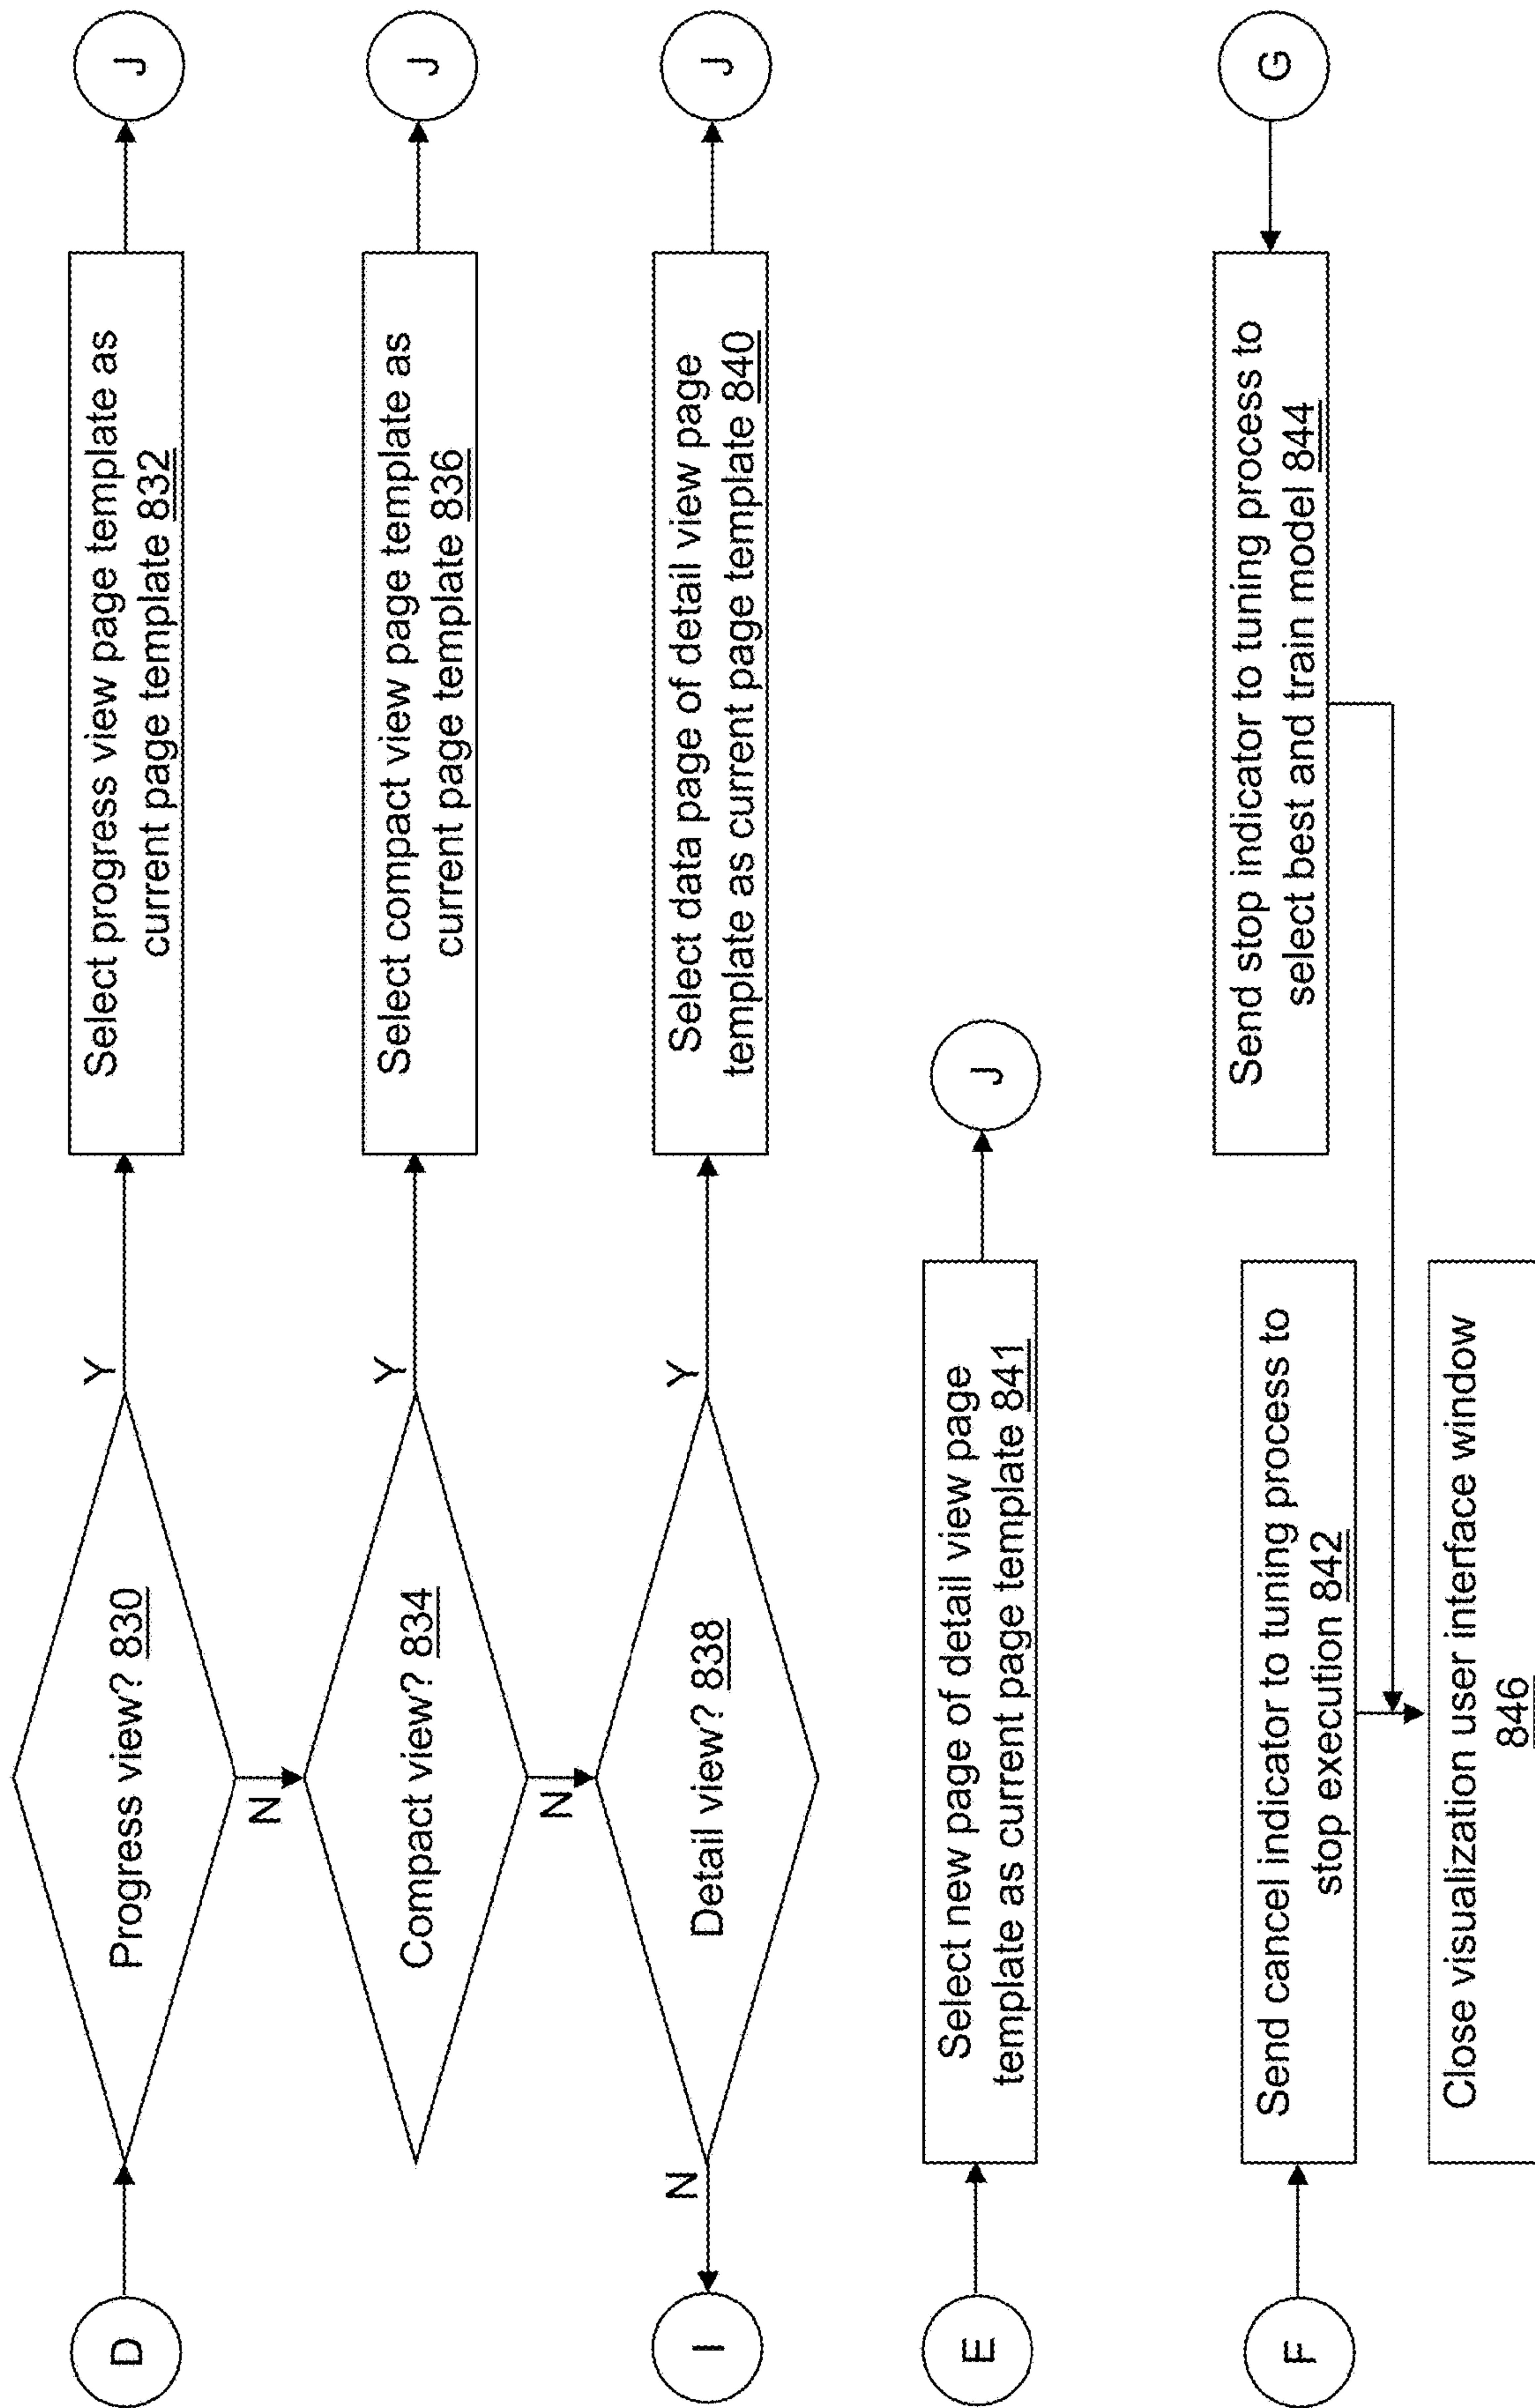 D
Progress view? 830
Y
Select progress view page template as
current page template 832
J
N
Compact view? 834
Y
Select compact view page template as
current page template 836
J
N
I
N
Detail view? 838
Y
Select data page of detail view page
template as current page template 840
J
E
Select new page of detail view page
template as current page template 841
J
F
Send cancel indicator to tuning process to
stop execution 842
Send stop indicator to tuning process to
select best and train model 844
G
Close visualization user interface window
846